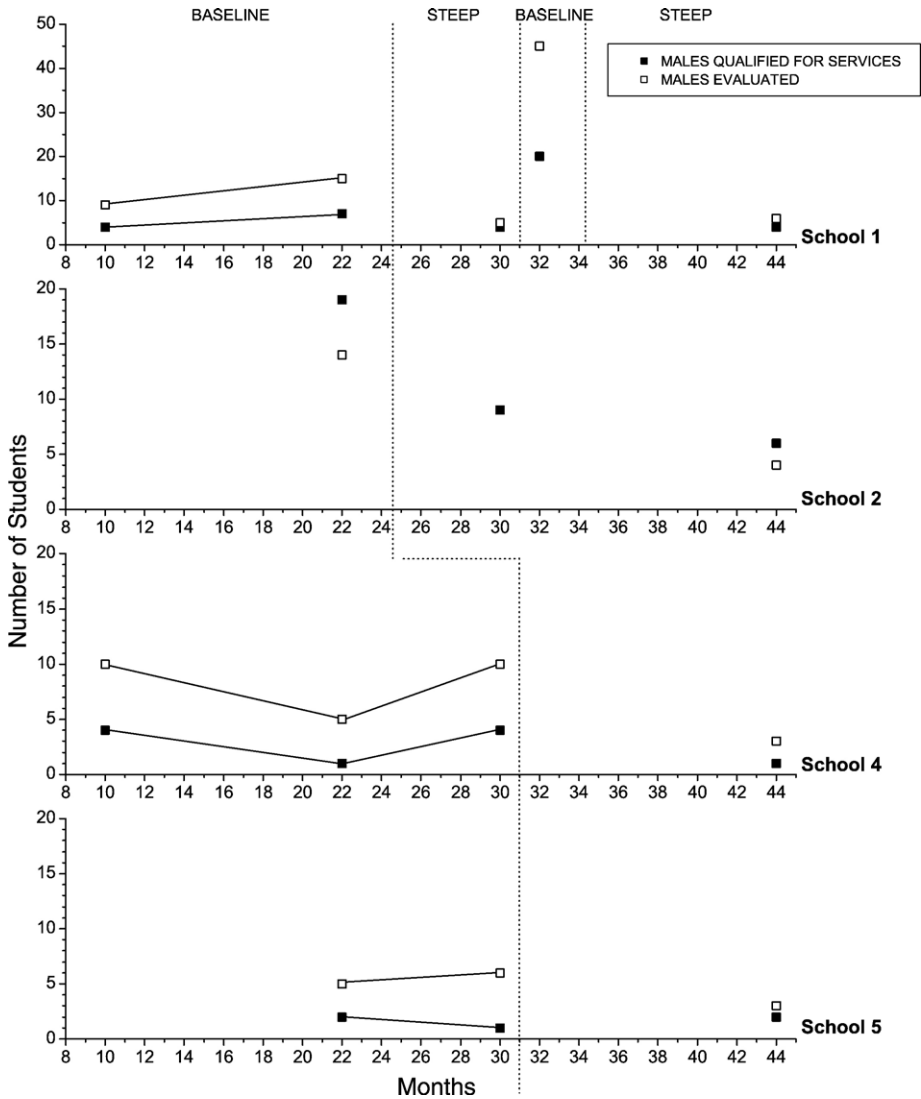 BASELINE STEEP BASELINE STEEP
50
40
30
20
10
0
■ MALES QUALIFIED FOR SERVICES
□ MALES EVALUATED
School 1
8 10 12 14 16 18 20 22 24 26 28 30 32 34 36 38 40 42 44
20
15
10
5
0
School 2
8 10 12 14 16 18 20 22 24 26 28 30 32 34 36 38 40 42 44
Number of Students
20
15
10
5
0
School 4
8 10 12 14 16 18 20 22 24 26 28 30 32 34 36 38 40 42 44
20
15
10
5
0
School 5
8 10 12 14 16 18 20 22 24 26 28 30 32 34 36 38 40 42 44
Months